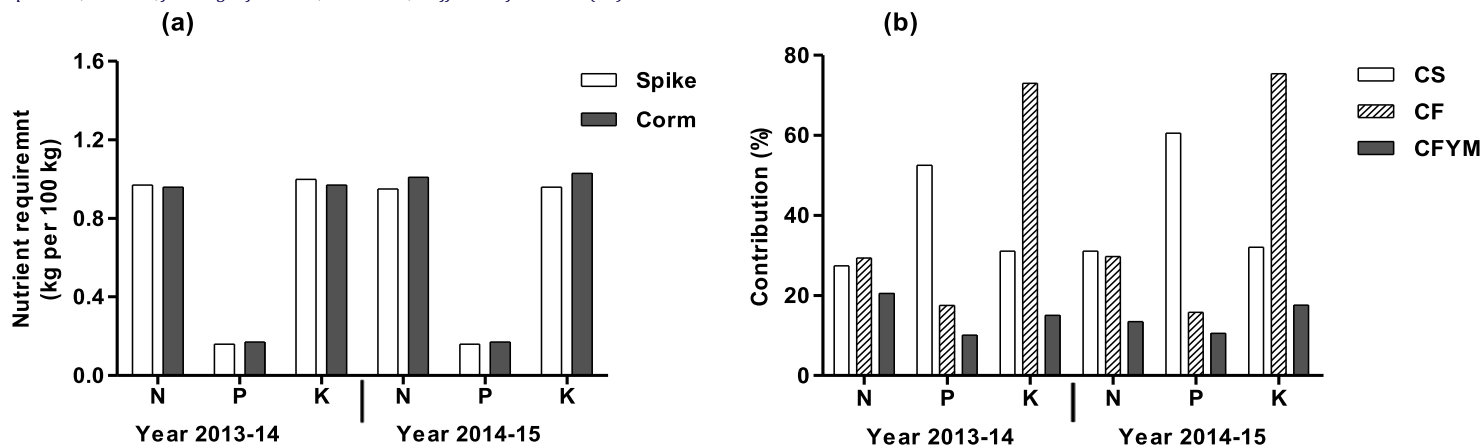 (a)
1.6
1.2
0.8
0.4
0.0
Nutrient requiremnt
(kg per 100 kg)
Spike
Corm
N P K N P K
Year 2013-14 Year 2014-15
(b)
80
60
40
20
0
Contribution (%)
CS
CF
CFYM
N P K N P K
Year 2013-14 Year 2014-15